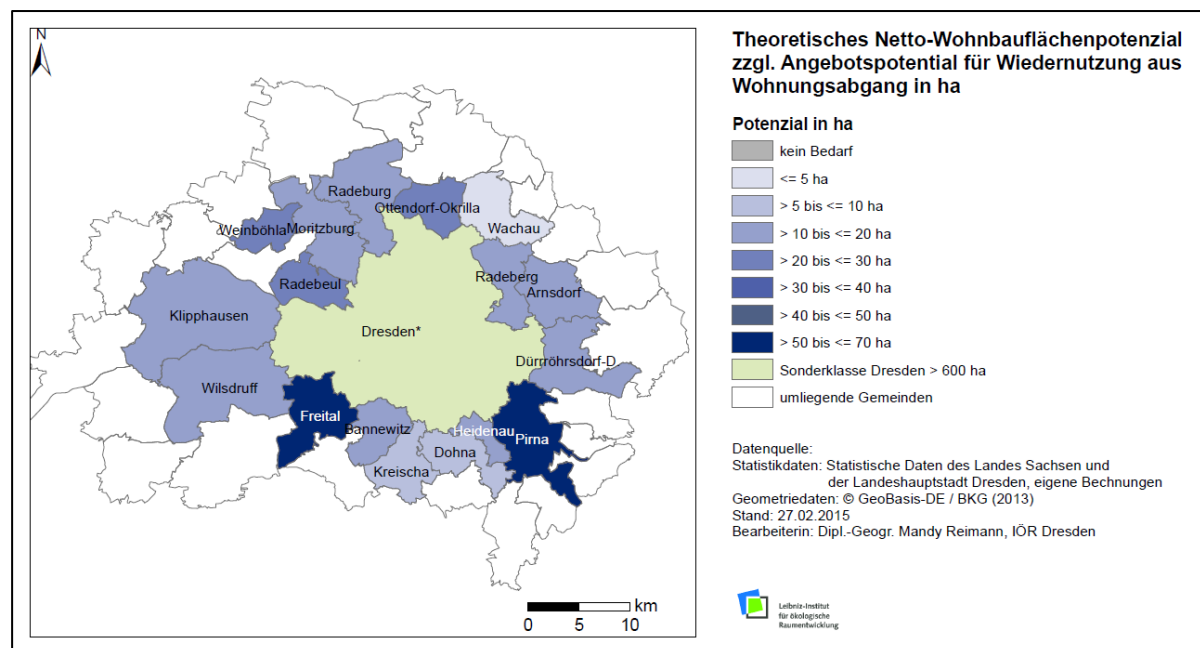 N
Radeburg
Ottendorf-Okrilla
Weinböhla
Moritzburg
Wachau
Radebeul
Radeberg
Arnsdorf
Klipphausen
Dresden*
Dürrröhrsdorf-D
Wilsdruff
Freital
Bannewitz
Heidenau
Pirna
Dohna
Kreischa
km
0 5 10
Theoretisches Netto-Wohnbauflächenpotenzial
zzgl. Angebotspotential für Wiedernutzung aus
Wohnungsabgang in ha
Potenzial in ha
kein Bedarf
<= 5 ha
> 5 bis <= 10 ha
> 10 bis <= 20 ha
> 20 bis <= 30 ha
> 30 bis <= 40 ha
> 40 bis <= 50 ha
> 50 bis <= 70 ha
Sonderklasse Dresden > 600 ha
umliegende Gemeinden
Datenquelle:
Statistikdaten: Statistische Daten des Landes Sachsen und
der Landeshauptstadt Dresden, eigene Bechnungen
Geometriedaten: © GeoBasis-DE / BKG (2013)
Stand: 27.02.2015
Bearbeiterin: Dipl.-Geogr. Mandy Reimann, IÖR Dresden
Leibniz-Institut
für ökologische
Raumentwicklung